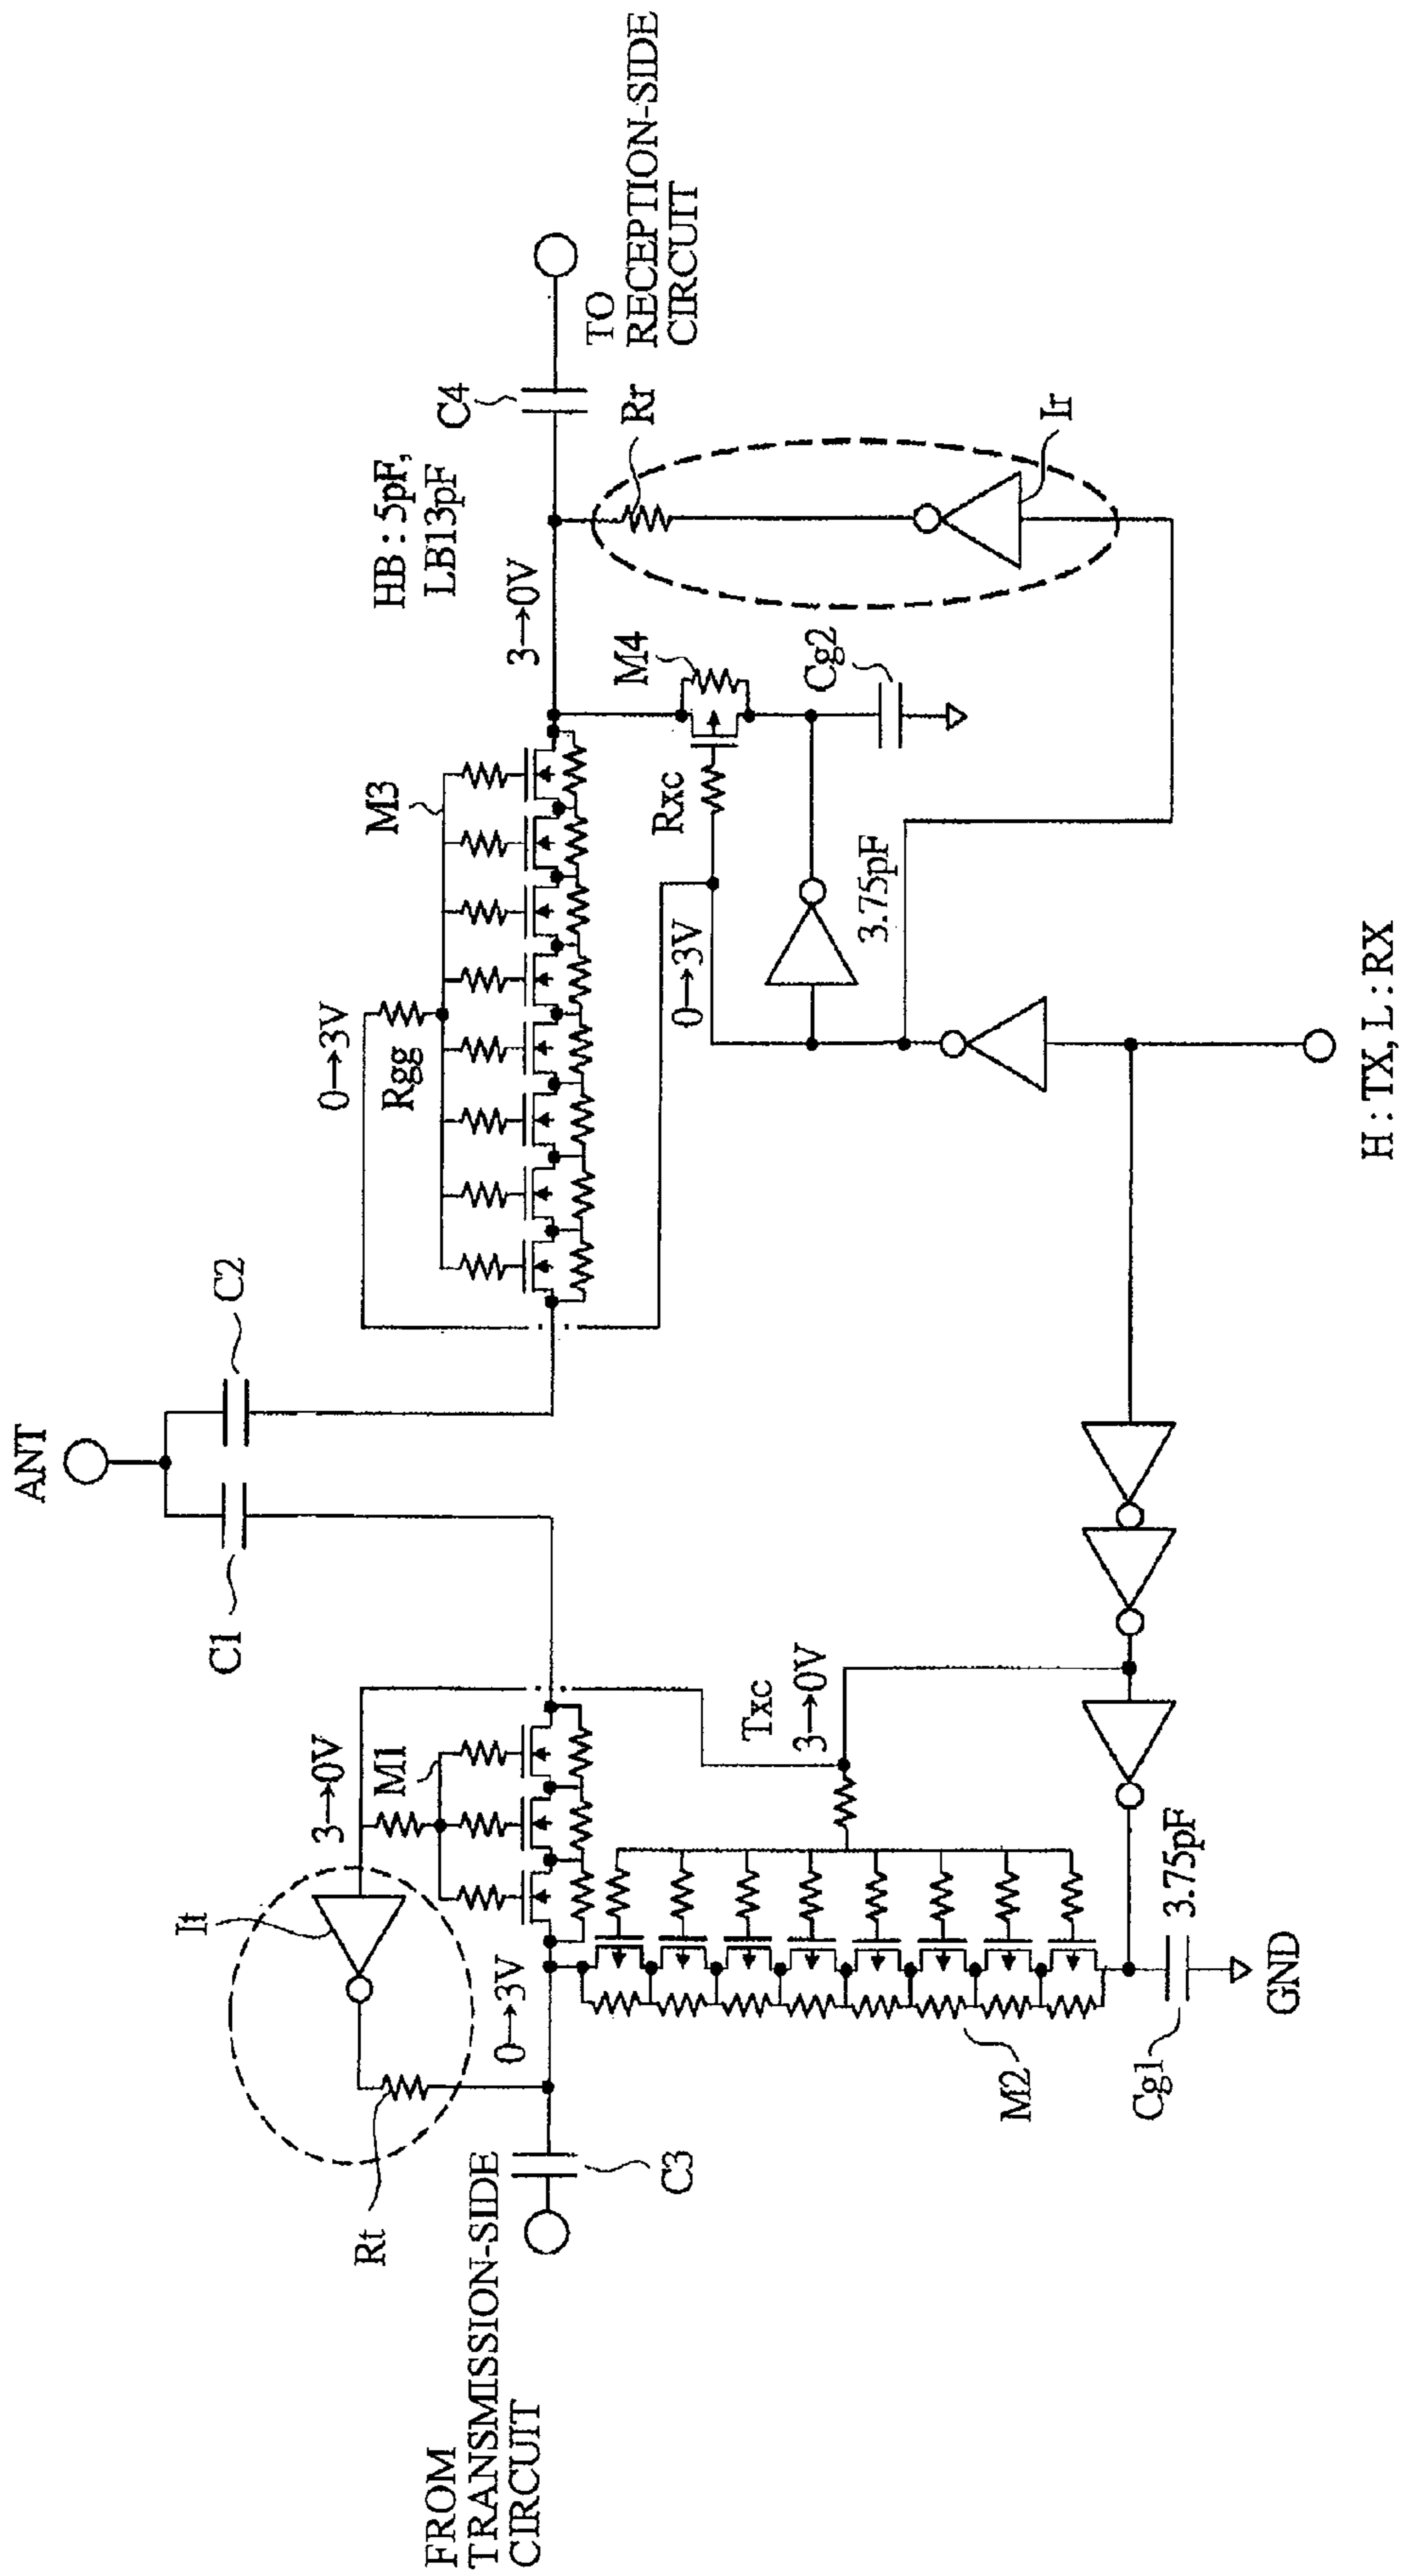 ANT
C1
C2
FROM
TRANSMISSION-SIDE
CIRCUIT
Rt
It
3→0V
M1
0→3V
C3
0→3V
Rgg
M3
HB : 5pF,
LB13pF
3→0V
C4
TO
RECEPTION-SIDE
CIRCUIT
Rr
M4
Rxc
0→3V
Cg2
3.75pF
Ir
Txc
3→0V
M2
Cg1
3.75pF
GND
H : TX, L : RX